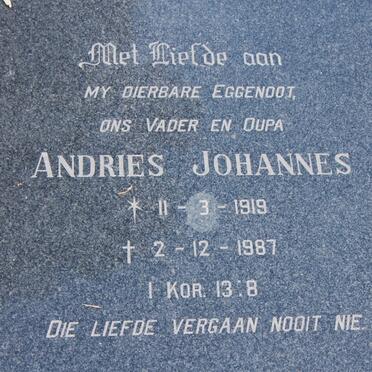 Met Liefde aan
MY DIERBARE EGGENOOT,
ONS VADER EN OUPA
ANDRIES JOHANNES
* 11 - 3 - 1919
† 2 - 12 - 1987
1 KOR. 13:8
DIE LIEFDE VERGAAN NOOIT NIE.